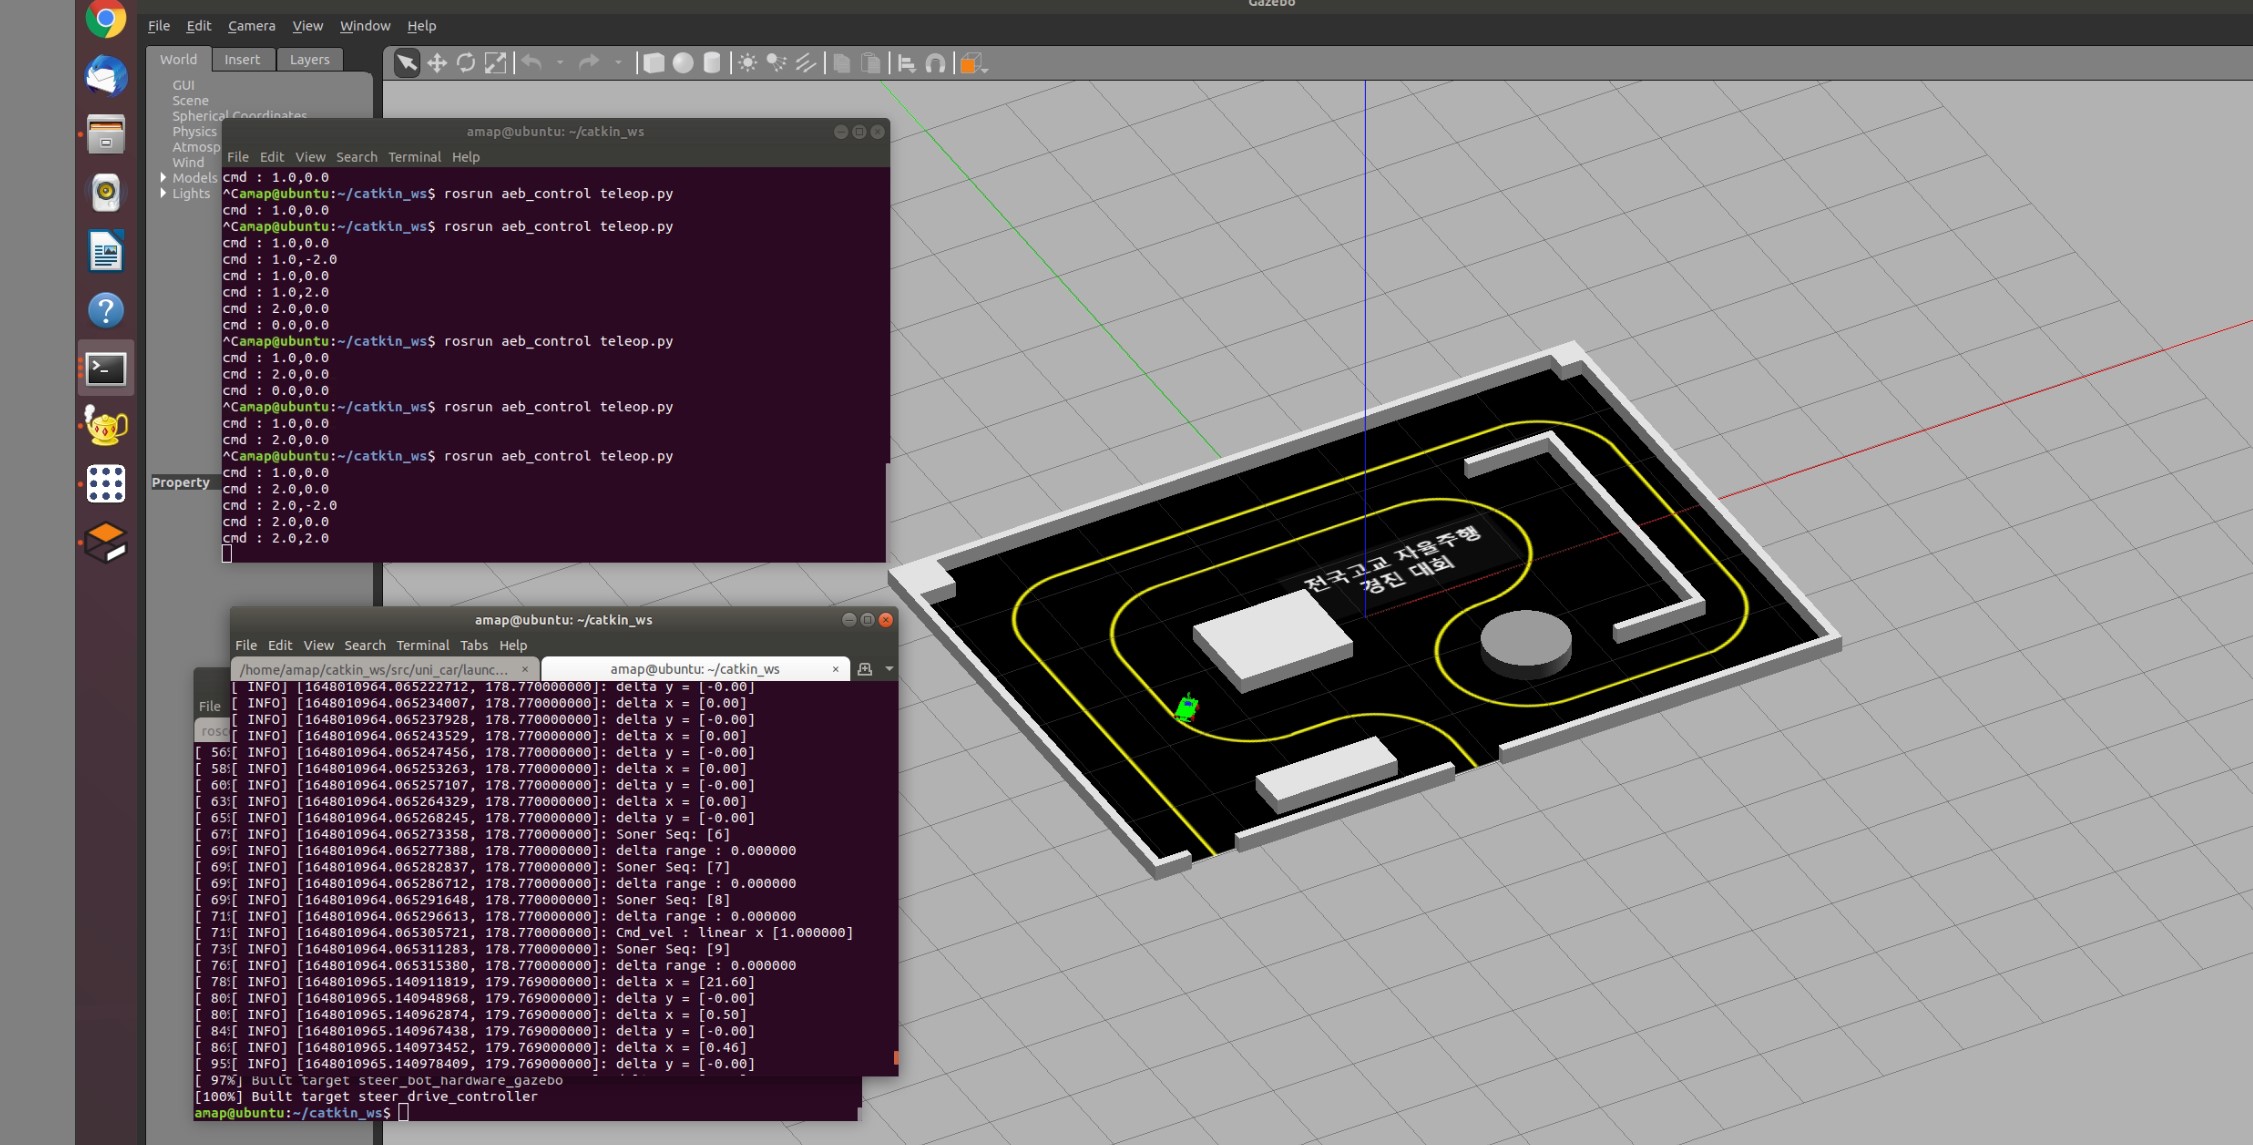 Gazebo
File Edit Camera View Window Help
World Insert Layers
GUI
Scene
Spherical Coordinates
Physics
Atmosp
Wind
Models
Lights
Property
amap@ubuntu: ~/catkin_ws
File Edit View Search Terminal Help
cmd : 1.0,0.0
^Camap@ubuntu:~/catkin_ws$ rosrun aeb_control teleop.py
cmd : 1.0,0.0
^Camap@ubuntu:~/catkin_ws$ rosrun aeb_control teleop.py
cmd : 1.0,0.0
cmd : 1.0,-2.0
cmd : 1.0,0.0
cmd : 1.0,2.0
cmd : 2.0,0.0
cmd : 0.0,0.0
^Camap@ubuntu:~/catkin_ws$ rosrun aeb_control teleop.py
cmd : 1.0,0.0
cmd : 2.0,0.0
cmd : 0.0,0.0
^Camap@ubuntu:~/catkin_ws$ rosrun aeb_control teleop.py
cmd : 1.0,0.0
cmd : 2.0,0.0
^Camap@ubuntu:~/catkin_ws$ rosrun aeb_control teleop.py
cmd : 1.0,0.0
cmd : 2.0,0.0
cmd : 2.0,-2.0
cmd : 2.0,0.0
cmd : 2.0,2.0
전국고교 자율주행
경진 대회
amap@ubuntu: ~/catkin_ws
File Edit View Search Terminal Tabs Help
/home/amap/catkin_ws/src/uni_car/launc... × amap@ubuntu: ~/catkin_ws ×
File
rosc
[ INFO] [1648010964.065222712, 178.770000000]: delta y = [-0.00]
[ INFO] [1648010964.065234007, 178.770000000]: delta x = [0.00]
[ INFO] [1648010964.065237928, 178.770000000]: delta y = [-0.00]
[ INFO] [1648010964.065243529, 178.770000000]: delta x = [0.00]
[ 56%[ INFO] [1648010964.065247456, 178.770000000]: delta y = [-0.00]
[ 58%[ INFO] [1648010964.065253263, 178.770000000]: delta x = [0.00]
[ 60%[ INFO] [1648010964.065257107, 178.770000000]: delta y = [-0.00]
[ 63%[ INFO] [1648010964.065264329, 178.770000000]: delta x = [0.00]
[ 65%[ INFO] [1648010964.065268245, 178.770000000]: delta y = [-0.00]
[ 67%[ INFO] [1648010964.065273358, 178.770000000]: Soner Seq: [6]
[ 69%[ INFO] [1648010964.065277388, 178.770000000]: delta range : 0.000000
[ 69%[ INFO] [1648010964.065282837, 178.770000000]: Soner Seq: [7]
[ 69%[ INFO] [1648010964.065286712, 178.770000000]: delta range : 0.000000
[ 69%[ INFO] [1648010964.065291648, 178.770000000]: Soner Seq: [8]
[ 71%[ INFO] [1648010964.065296613, 178.770000000]: delta range : 0.000000
[ 71%[ INFO] [1648010964.065305721, 178.770000000]: Cmd_vel : linear x [1.000000]
[ 73%[ INFO] [1648010964.065311283, 178.770000000]: Soner Seq: [9]
[ 76%[ INFO] [1648010964.065315380, 178.770000000]: delta range : 0.000000
[ 78%[ INFO] [1648010965.140911819, 179.769000000]: delta x = [21.60]
[ 80%[ INFO] [1648010965.140948968, 179.769000000]: delta y = [-0.00]
[ 80%[ INFO] [1648010965.140962874, 179.769000000]: delta x = [0.50]
[ 84%[ INFO] [1648010965.140967438, 179.769000000]: delta y = [-0.00]
[ 86%[ INFO] [1648010965.140973452, 179.769000000]: delta x = [0.46]
[ 95%[ INFO] [1648010965.140978409, 179.769000000]: delta y = [-0.00]
[ 97%] Built target steer_bot_hardware_gazebo
[100%] Built target steer_drive_controller
amap@ubuntu:~/catkin_ws$